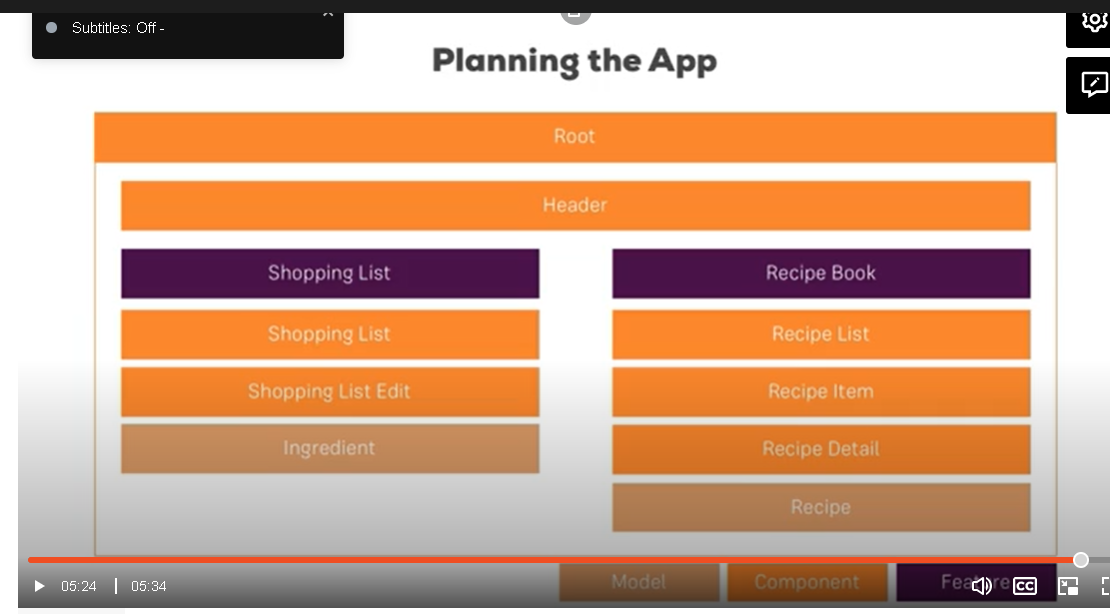 Subtitles: Off -
Planning the App
Root
Header
Shopping List
Recipe Book
Shopping List
Recipe List
Shopping List Edit
Recipe Item
Ingredient
Recipe Detail
Recipe
05:24 | 05:34
Model
Component
Feature
CC